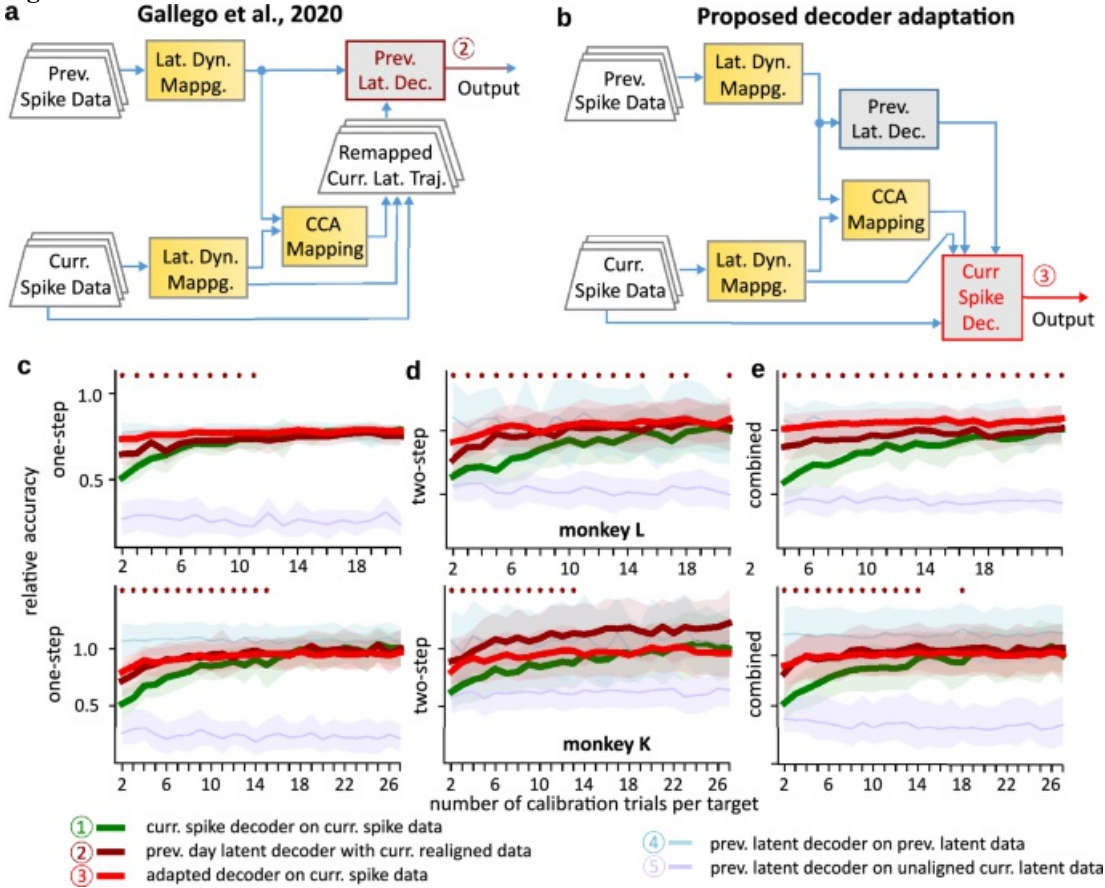 a
Gallego et al., 2020
Prev.
Spike Data
Lat. Dyn.
Mappg.
Prev.
Lat. Dec.
②
Output
Remapped
Curr. Lat. Traj.
CCA
Mapping
Curr.
Spike Data
Lat. Dyn.
Mappg.
b
Proposed decoder adaptation
Prev.
Spike Data
Lat. Dyn.
Mappg.
Prev.
Lat. Dec.
CCA
Mapping
Curr.
Spike Data
Lat. Dyn.
Mappg.
Curr
Spike
Dec.
③
Output
c
d
e
relative accuracy
one-step
1.0
0.5
2 6 10 14 18
two-step
monkey L
2 6 10 14 18
combined
2 2 6 10 14 18
one-step
1.0
0.5
2 6 10 14 18 22 26
two-step
monkey K
2 6 10 14 18 22 26
combined
2 6 10 14 18 22 26
number of calibration trials per target
① curr. spike decoder on curr. spike data
② prev. day latent decoder with curr. realigned data
③ adapted decoder on curr. spike data
④ prev. latent decoder on prev. latent data
⑤ prev. latent decoder on unaligned curr. latent data